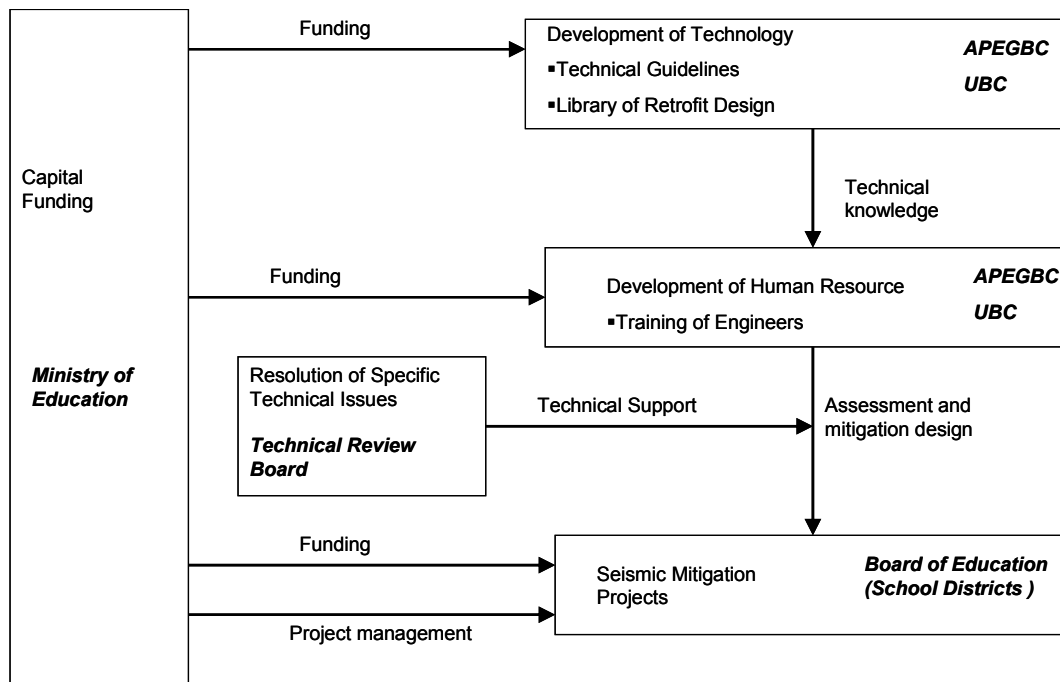 Funding
Development of Technology
▪Technical Guidelines
▪Library of Retrofit Design
APEGBC
UBC
Capital
Funding
Technical
knowledge
Funding
Development of Human Resource
▪Training of Engineers
APEGBC
UBC
Ministry of
Education
Resolution of Specific
Technical Issues
Technical Review
Board
Technical Support
Assessment and
mitigation design
Funding
Seismic Mitigation
Projects
Board of Education
(School Districts )
Project management